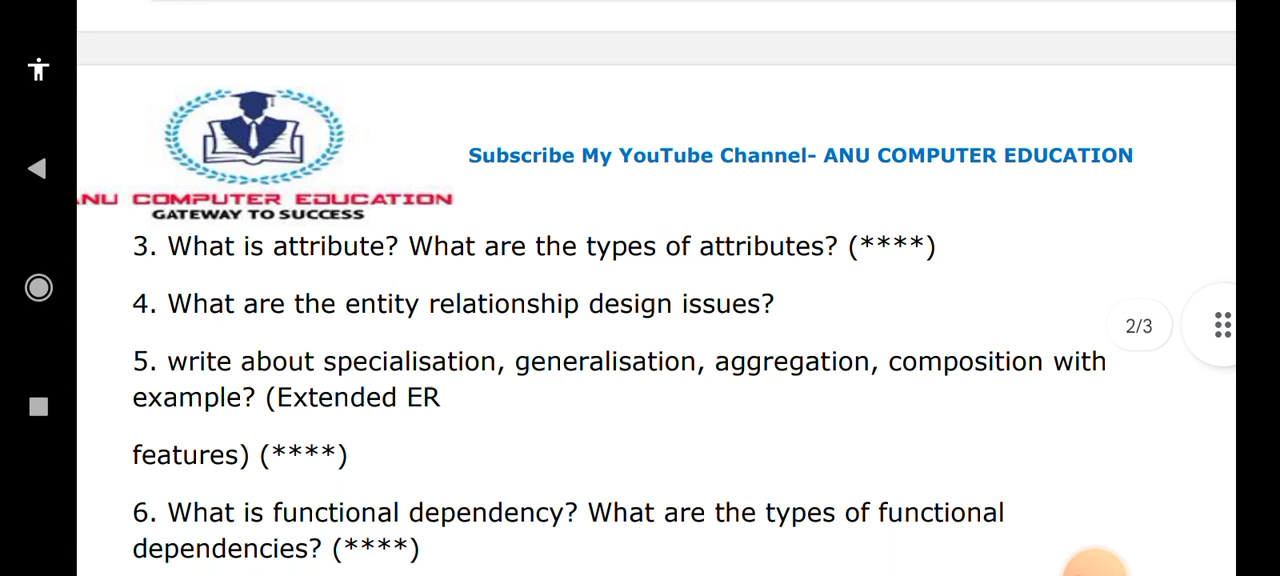 Subscribe My YouTube Channel- ANU COMPUTER EDUCATION
NU COMPUTER EDUCATION
GATEWAY TO SUCCESS
3. What is attribute? What are the types of attributes? (****)
4. What are the entity relationship design issues?
2/3
5. write about specialisation, generalisation, aggregation, composition with
example? (Extended ER
features) (****)
6. What is functional dependency? What are the types of functional
dependencies? (****)